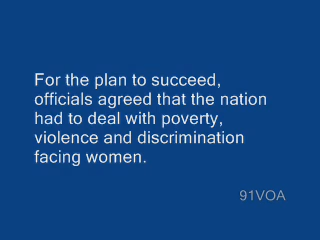 For the plan to succeed,
officials agreed that the nation
had to deal with poverty,
violence and discrimination
facing women.
91VOA